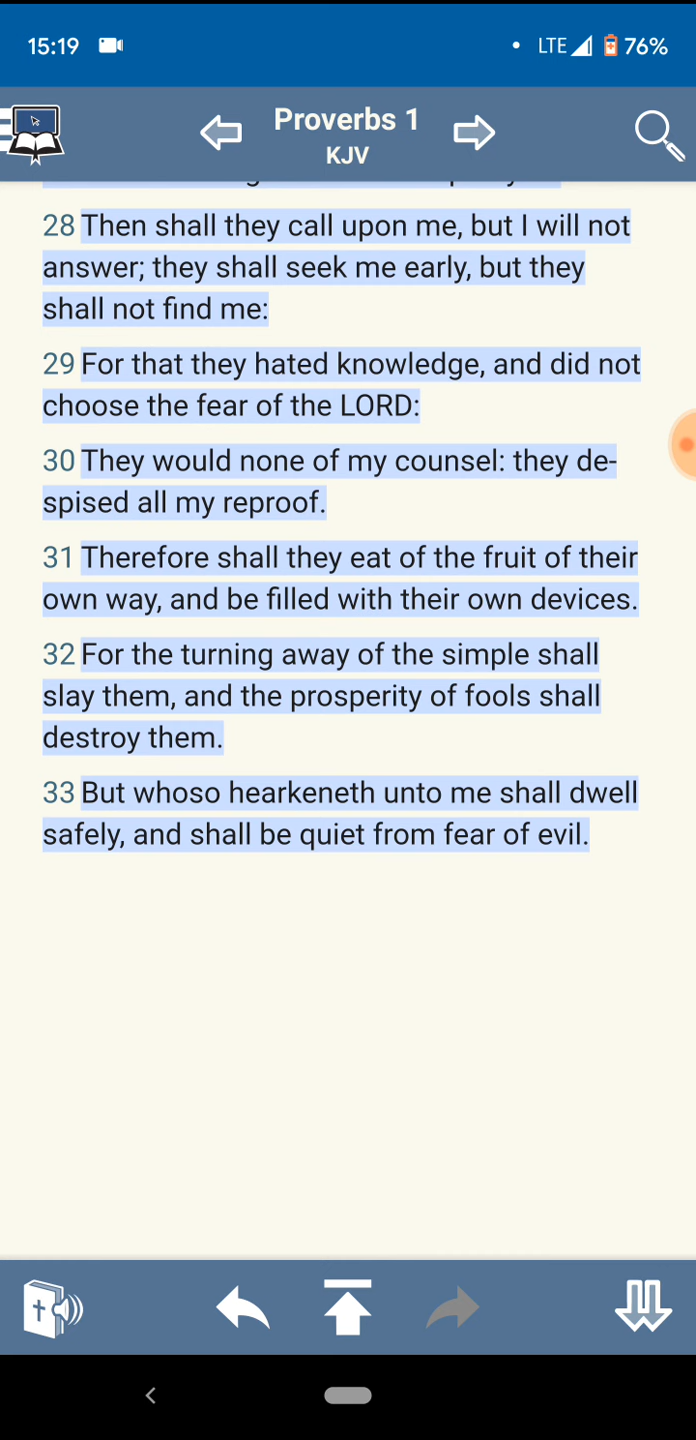 15:19 LTE 76%
Proverbs 1
KJV
28 Then shall they call upon me, but I will not
answer; they shall seek me early, but they
shall not find me:
29 For that they hated knowledge, and did not
choose the fear of the LORD:
30 They would none of my counsel: they de-
spised all my reproof.
31 Therefore shall they eat of the fruit of their
own way, and be filled with their own devices.
32 For the turning away of the simple shall
slay them, and the prosperity of fools shall
destroy them.
33 But whoso hearkeneth unto me shall dwell
safely, and shall be quiet from fear of evil.